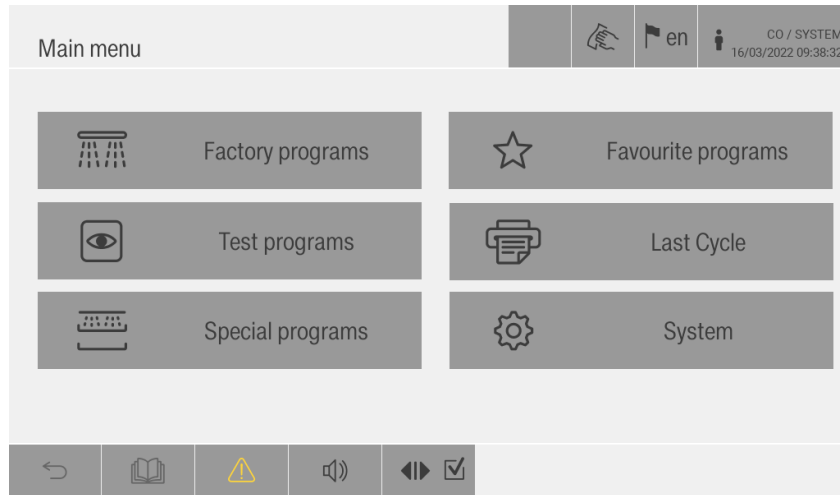 Main menu
en
CO / SYSTEM
16/03/2022 09:38:32
Factory programs
Favourite programs
Test programs
Last Cycle
Special programs
System